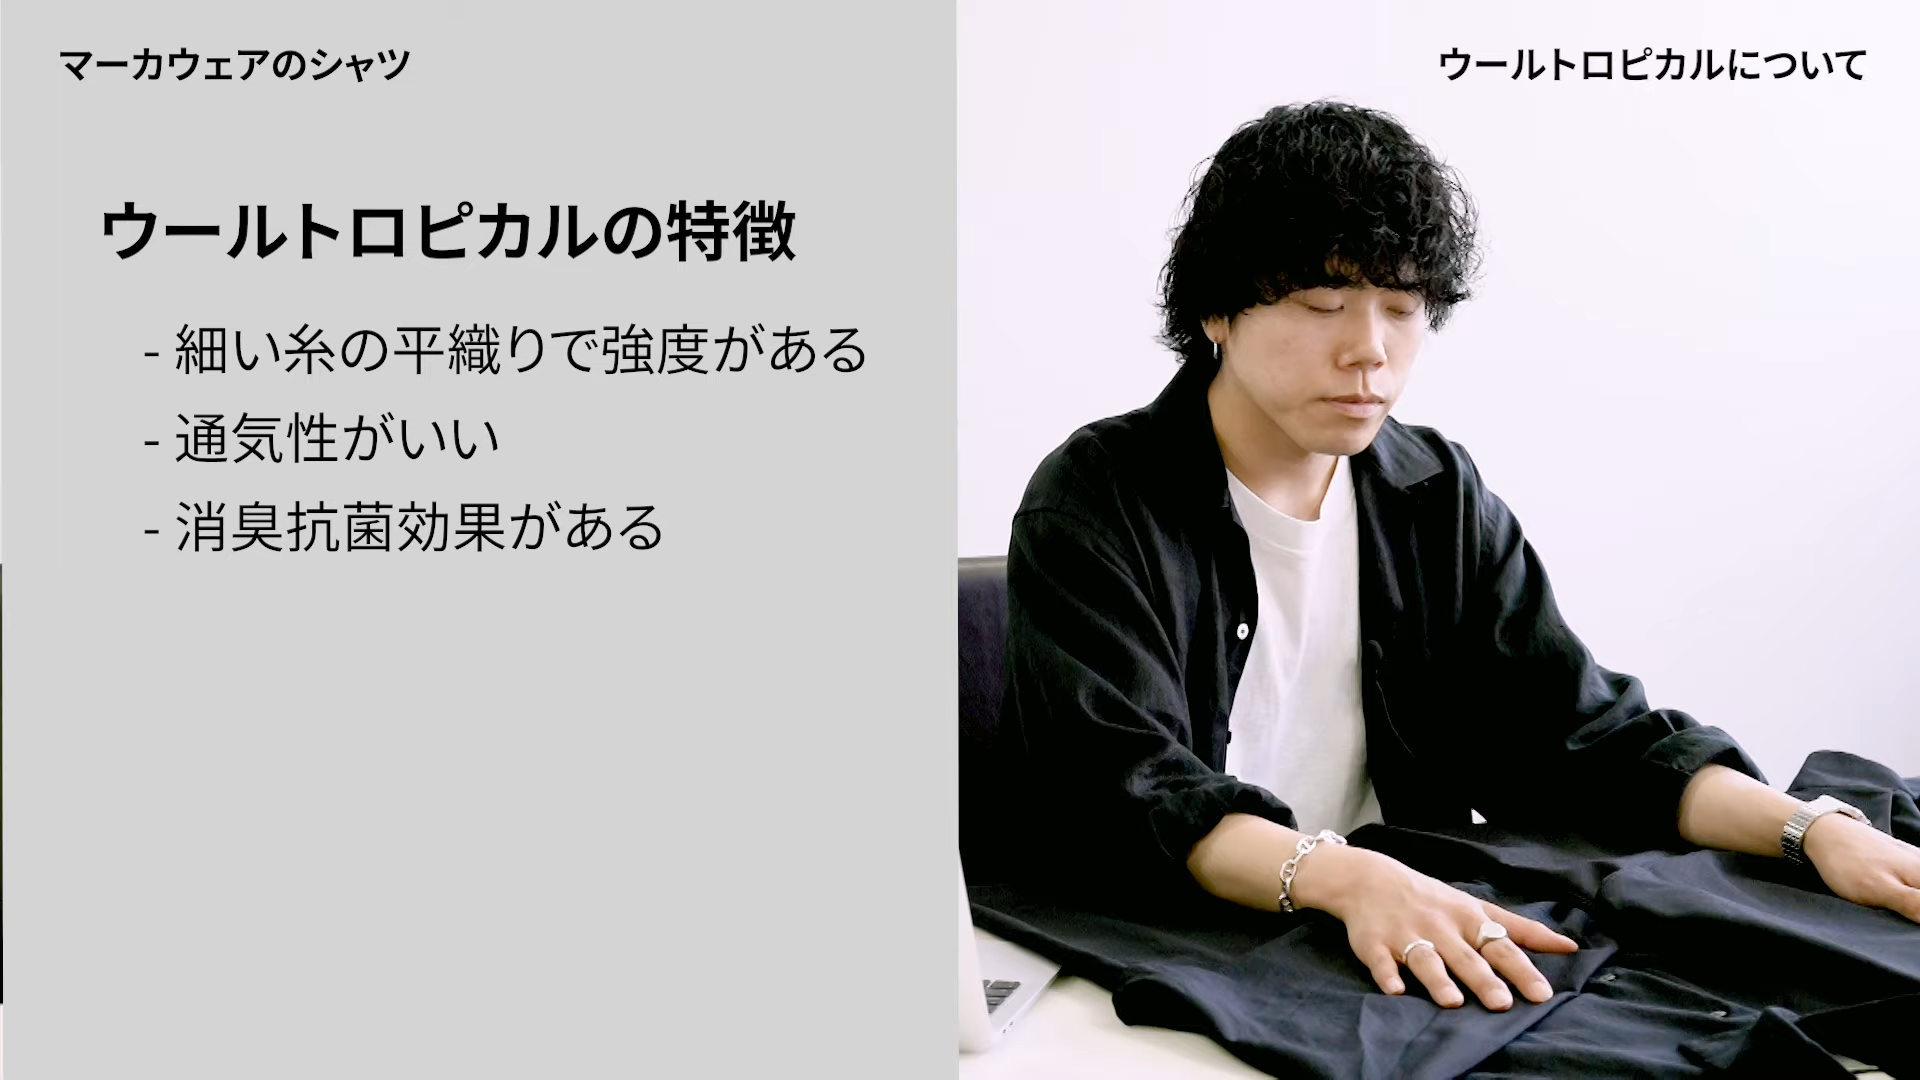 マーカウェアのシャツ
ウールトロピカルについて
ウールトロピカルの特徴
- 細い糸の平織りで強度がある
- 通気性がいい
- 消臭抗菌効果がある